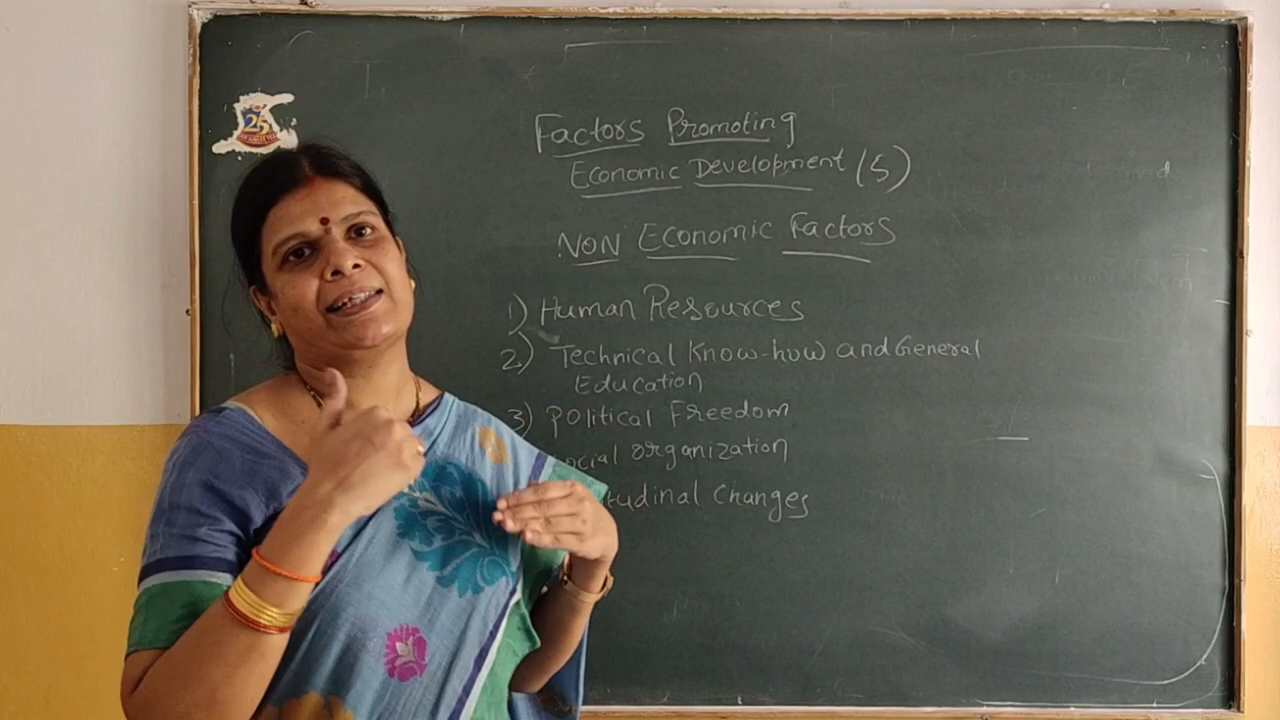 25
Factors Promoting
Economic Development (5)
NON Economic Factors
1) Human Resources
2) Technical Know-how and General
Education
3) Political Freedom
ocial organization
tudinal Changes